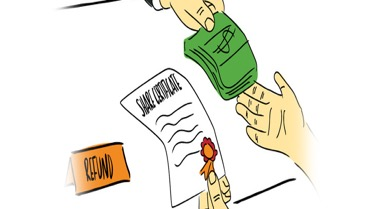 $
SHARE CERTIFICATE
REFUND